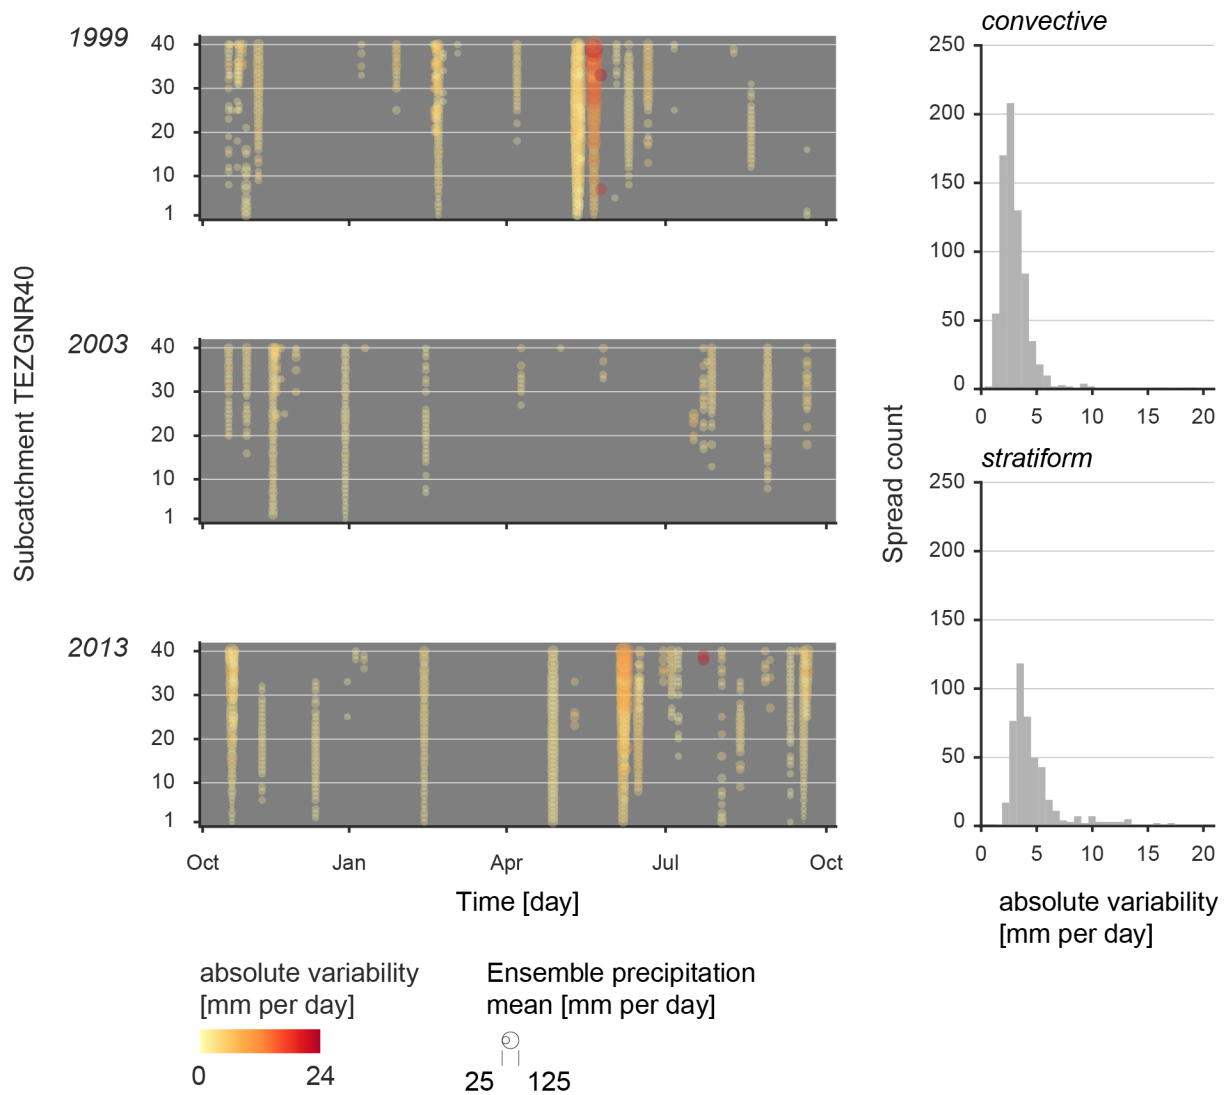 1999
40
30
20
10
1
2003
40
30
20
10
1
2013
40
30
20
10
1
Subcatchment TEZGNR40
Oct
Jan
Apr
Jul
Oct
Time [day]
convective
250
200
150
100
50
0
0
5
10
15
20
stratiform
250
200
150
100
50
0
0
5
10
15
20
Spread count
absolute variability
[mm per day]
absolute variability
[mm per day]
0
24
Ensemble precipitation
mean [mm per day]
25
125